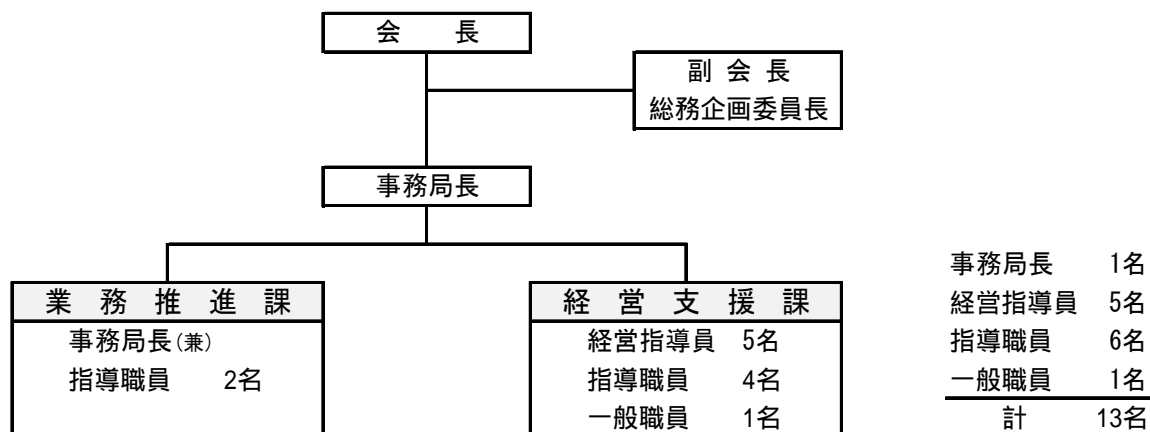 会　長
副 会 長
総務企画委員長
事務局長
業 務 推 進 課
事務局長(兼)
指導職員　2名
経 営 支 援 課
経営指導員　5名
指導職員　4名
一般職員　1名
事務局長　1名
経営指導員　5名
指導職員　6名
一般職員　1名
計　13名